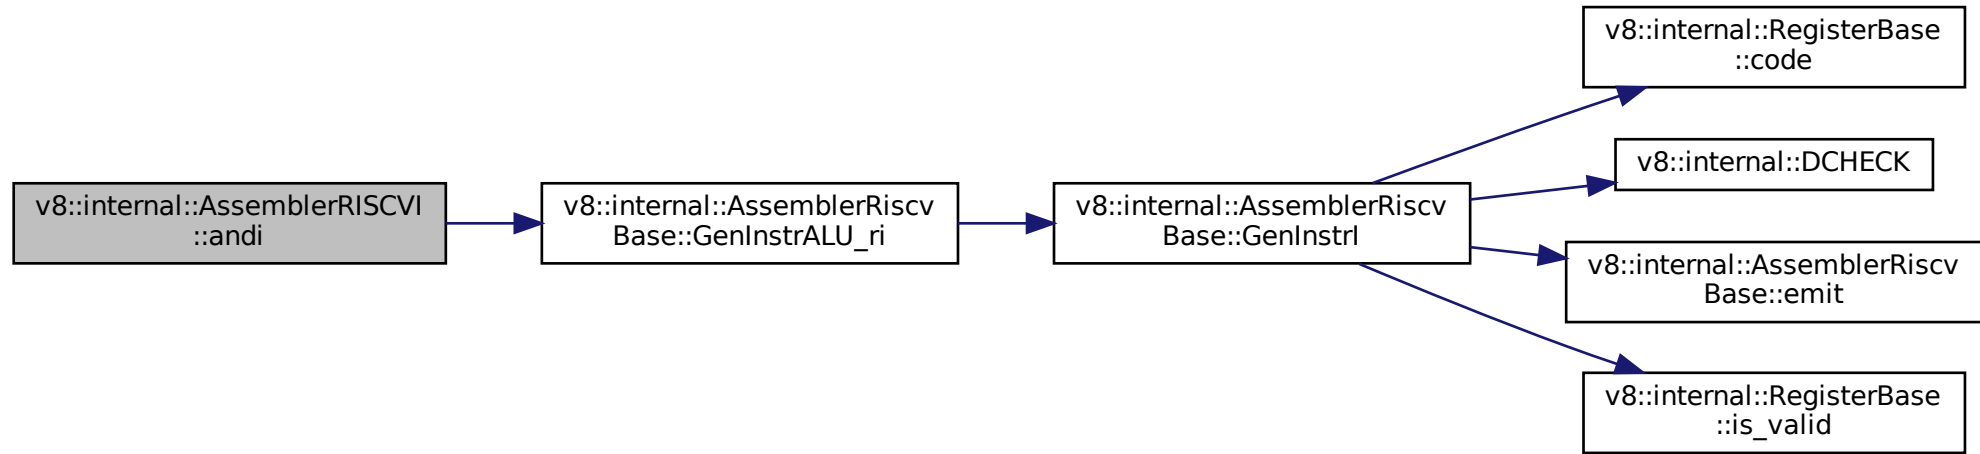 v8::internal::AssemblerRISCVI
::andi
v8::internal::AssemblerRiscv
Base::GenInstrALU_ri
v8::internal::AssemblerRiscv
Base::GenInstrI
v8::internal::RegisterBase
::code
v8::internal::DCHECK
v8::internal::AssemblerRiscv
Base::emit
v8::internal::RegisterBase
::is_valid